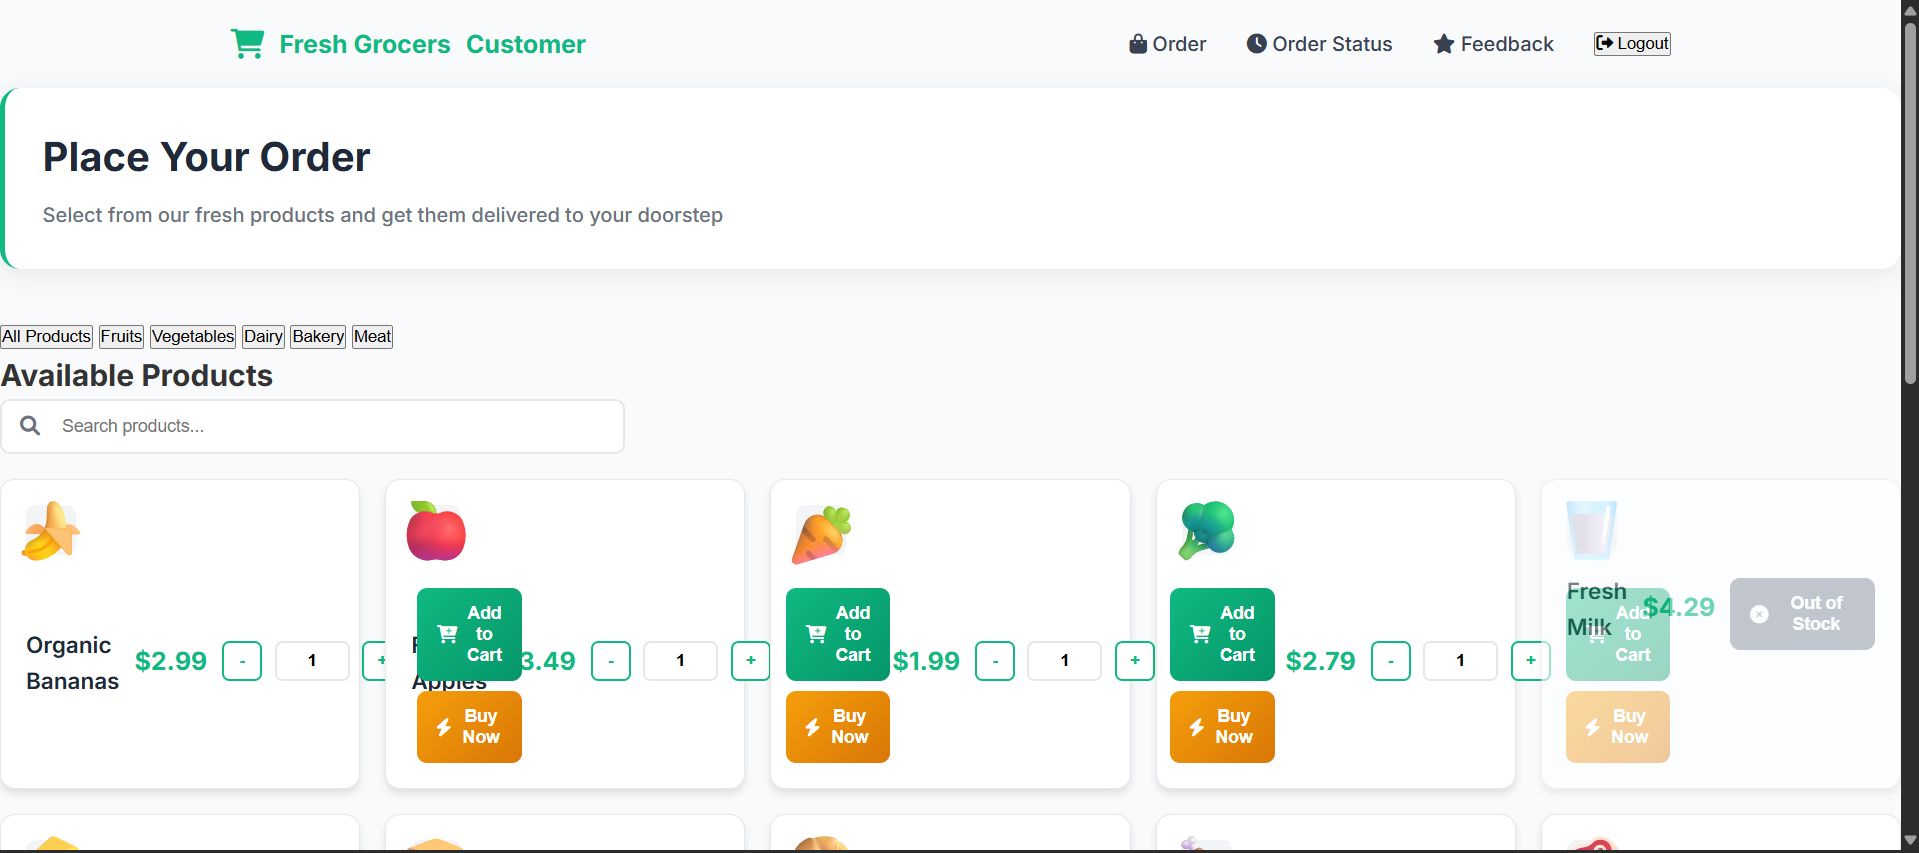 Fresh Grocers Customer
Order
Order Status
Feedback
Logout
Place Your Order
Select from our fresh products and get them delivered to your doorstep
All Products
Fruits
Vegetables
Dairy
Bakery
Meat
Available Products
Search products...
Organic
Bananas
$2.99
-
1
+
Apples
3.49
-
1
+
Add
to
Cart
Buy
Now
$1.99
-
1
+
Add
to
Cart
Buy
Now
$2.79
-
1
+
Add
to
Cart
Buy
Now
Fresh
Milk
$4.29
Out of
Stock
Add
to
Cart
Buy
Now